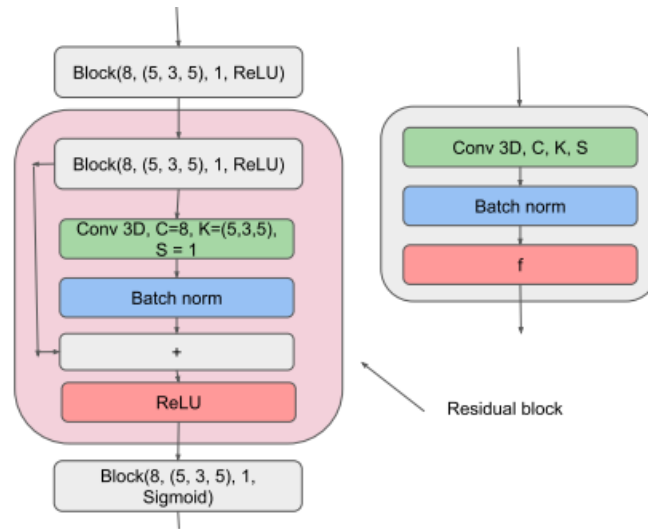 Block(8, (5, 3, 5), 1, ReLU)
Block(8, (5, 3, 5), 1, ReLU)
Conv 3D, C=8, K=(5,3,5),
S = 1
Batch norm
+
ReLU
Block(8, (5, 3, 5), 1,
Sigmoid)
Conv 3D, C, K, S
Batch norm
f
Residual block